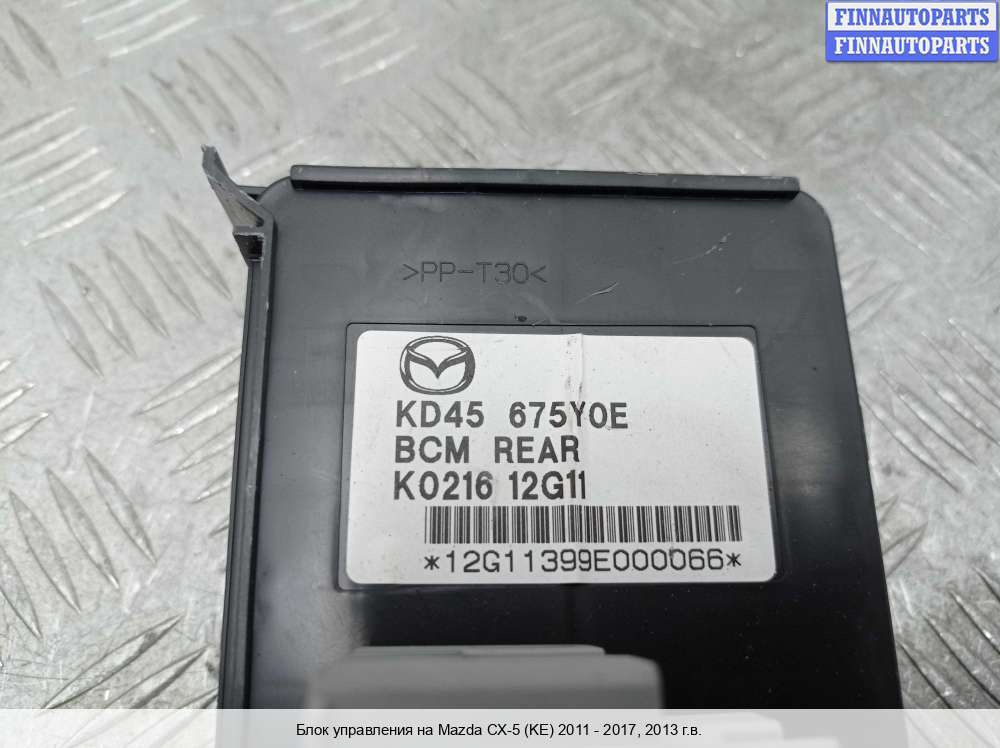 FINNAUTOPARTS
FINNAUTOPARTS
>PP-T30<
KD45 675Y0E
BCM REAR
K0216 12G11
*12G11399E000066*
Блок управления на Mazda CX-5 (KE) 2011 - 2017, 2013 г.в.